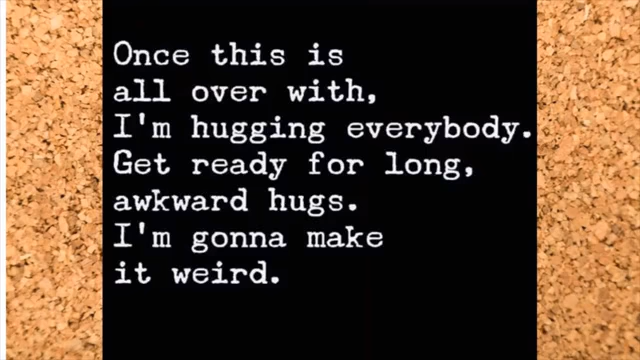 Once this is
all over with,
I'm hugging everybody.
Get ready for long,
awkward hugs.
I'm gonna make
it weird.